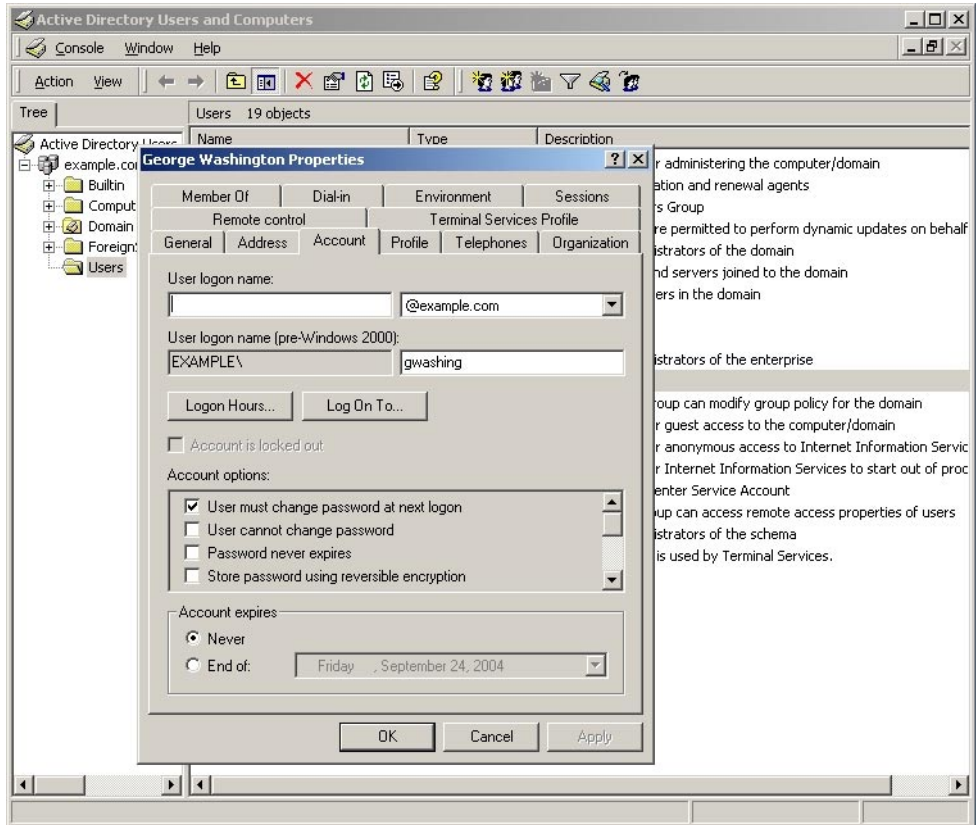 Active Directory Users and Computers
Console Window Help
Action View
Tree
Users 19 objects
Name Type Description
Active Directory Users
example.co
Builtin
Comput
Domain
Foreign
Users
George Washington Properties
r administering the computer/domain
ation and renewal agents
rs Group
re permitted to perform dynamic updates on behalf
istrators of the domain
nd servers joined to the domain
ers in the domain
istrators of the enterprise
roup can modify group policy for the domain
r guest access to the computer/domain
r anonymous access to Internet Information Servic
r Internet Information Services to start out of proc
enter Service Account
up can access remote access properties of users
istrators of the schema
is used by Terminal Services.
Member Of Dial-in Environment Sessions
Remote control Terminal Services Profile
General Address Account Profile Telephones Organization
User logon name:
@example.com
User logon name (pre-Windows 2000):
EXAMPLE\ gwashing
Logon Hours... Log On To...
Account is locked out
Account options:
User must change password at next logon
User cannot change password
Password never expires
Store password using reversible encryption
Account expires
Never
End of: Friday , September 24, 2004
OK Cancel Apply